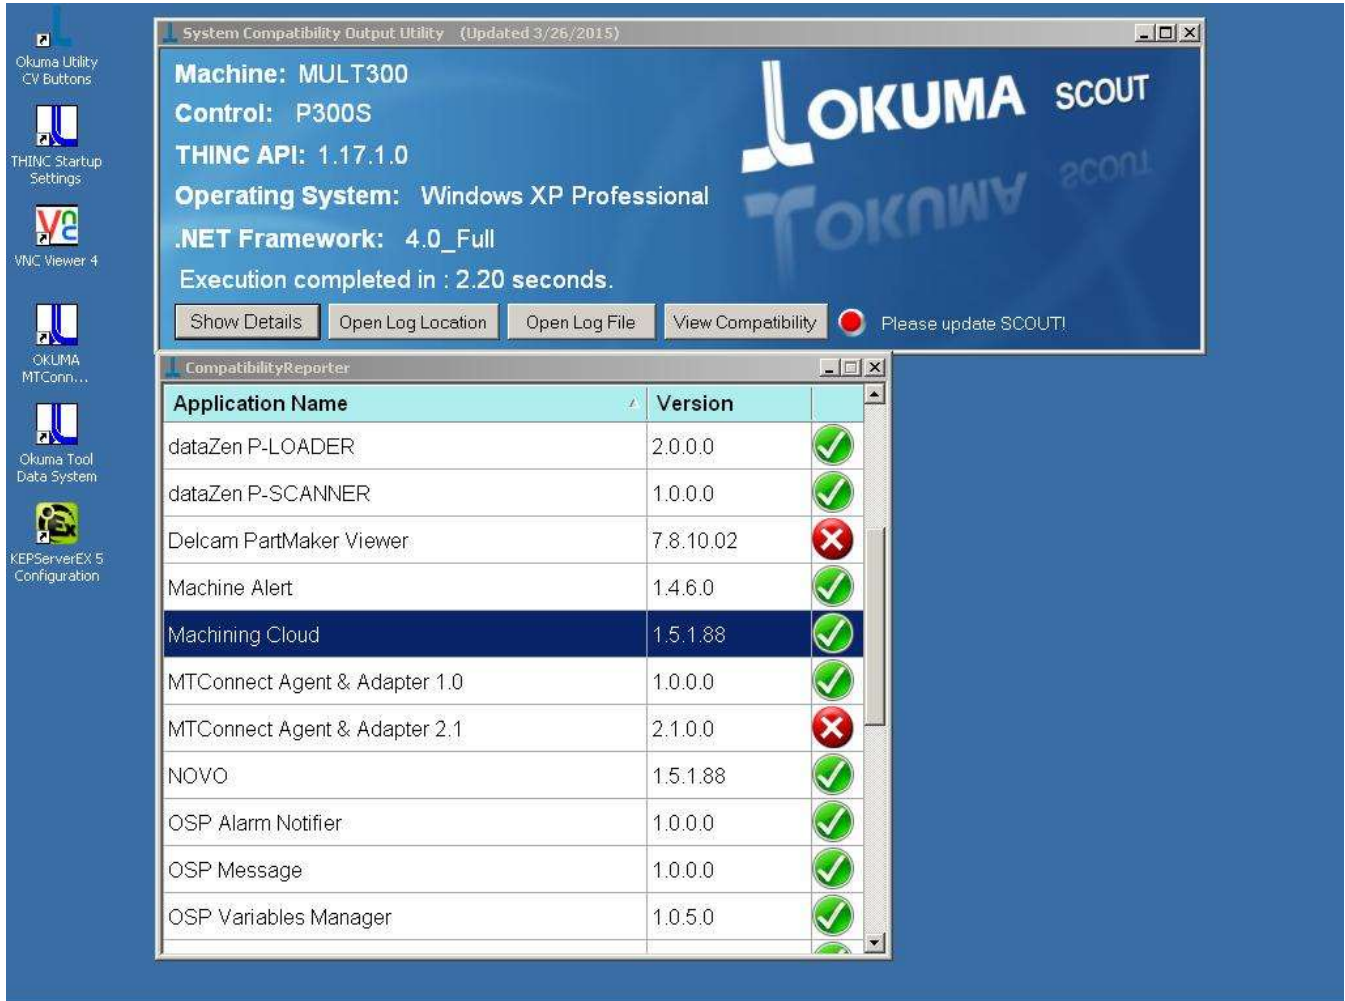 Okuma Utility
CV Buttons
THINC Startup
Settings
VNC Viewer 4
OKUMA
MTConn...
Okuma Tool
Data System
KEPServerEX 5
Configuration
System Compatibility Output Utility (Updated 3/26/2015)
Machine: MULT300
Control: P300S
THINC API: 1.17.1.0
Operating System: Windows XP Professional
.NET Framework: 4.0_Full
Execution completed in : 2.20 seconds.
OKUMA SCOUT
Show Details Open Log Location Open Log File View Compatibility Please update SCOUT!
CompatibilityReporter
Application Name Version
dataZen P-LOADER 2.0.0.0
dataZen P-SCANNER 1.0.0.0
Delcam PartMaker Viewer 7.8.10.02
Machine Alert 1.4.6.0
Machining Cloud 1.5.1.88
MTConnect Agent & Adapter 1.0 1.0.0.0
MTConnect Agent & Adapter 2.1 2.1.0.0
NOVO 1.5.1.88
OSP Alarm Notifier 1.0.0.0
OSP Message 1.0.0.0
OSP Variables Manager 1.0.5.0